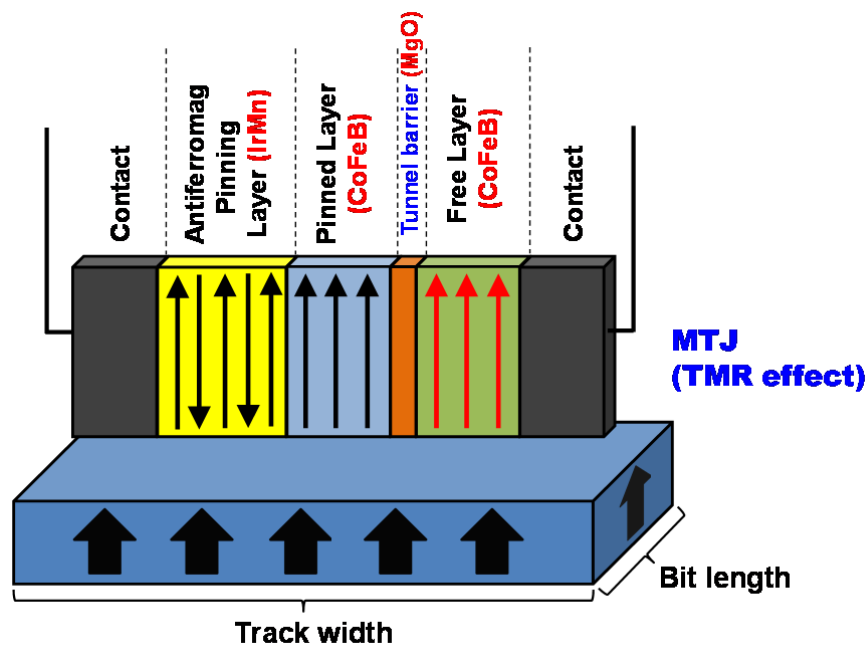 Contact
Antiferromag
Pinning
Layer (IrMn)
Pinned Layer
(CoFeB)
Tunnel barrier (MgO)
Free Layer
(CoFeB)
Contact
MTJ
(TMR effect)
Bit length
Track width